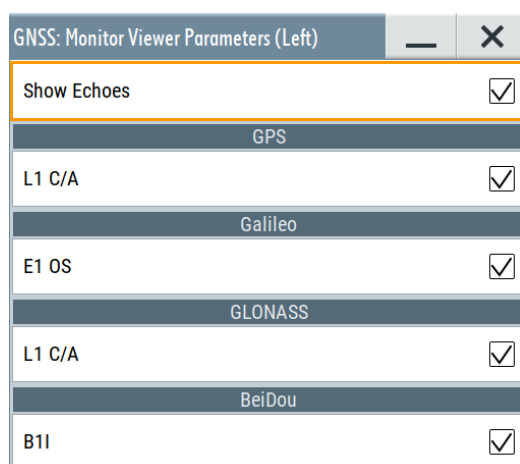 GNSS: Monitor Viewer Parameters (Left)
Show Echoes
GPS
L1 C/A
Galileo
E1 OS
GLONASS
L1 C/A
BeiDou
B1I